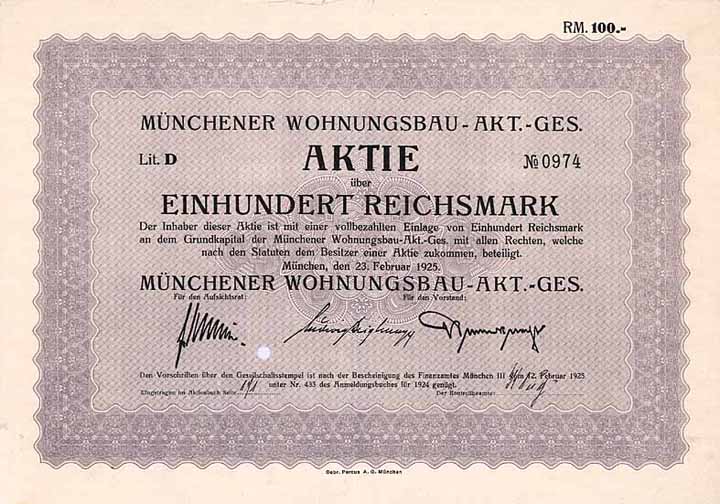 RM. 100.-
MÜNCHENER WOHNUNGSBAU-AKT.-GES.
Lit. D AKTIE № 0974
über
EINHUNDERT REICHSMARK
Der Inhaber dieser Aktie ist mit einer vollbezahlten Einlage von Einhundert Reichsmark
an dem Grundkapital der Münchener Wohnungsbau-Akt.-Ges. mit allen Rechten, welche
nach den Statuten dem Besitzer einer Aktie zukommen, beteiligt.
München, den 23. Februar 1925.
MÜNCHENER WOHNUNGSBAU-AKT.-GES.
Für den Aufsichtsrat: Für den Vorstand:
Den Vorschriften über den Gesellschaftsstempel ist nach der Bescheinigung des Finanzamtes München III vom 12. Februar 1925
unter Nr. 433 des Anmeldungsbuches für 1924 genügt.
Eingetragen im Aktienbuch Seite Der Kontrollbeamte:
Gebr. Parcus A. G. München